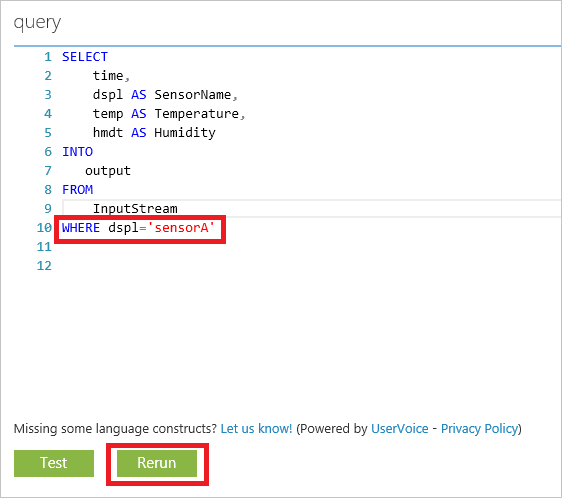 query
1 SELECT
2 time,
3 dspl AS SensorName,
4 temp AS Temperature,
5 hmdt AS Humidity
6 INTO
7 output
8 FROM
9 InputStream
10 WHERE dspl='sensorA'
11
12
Missing some language constructs? Let us know! (Powered by UserVoice - Privacy Policy)
Test Rerun